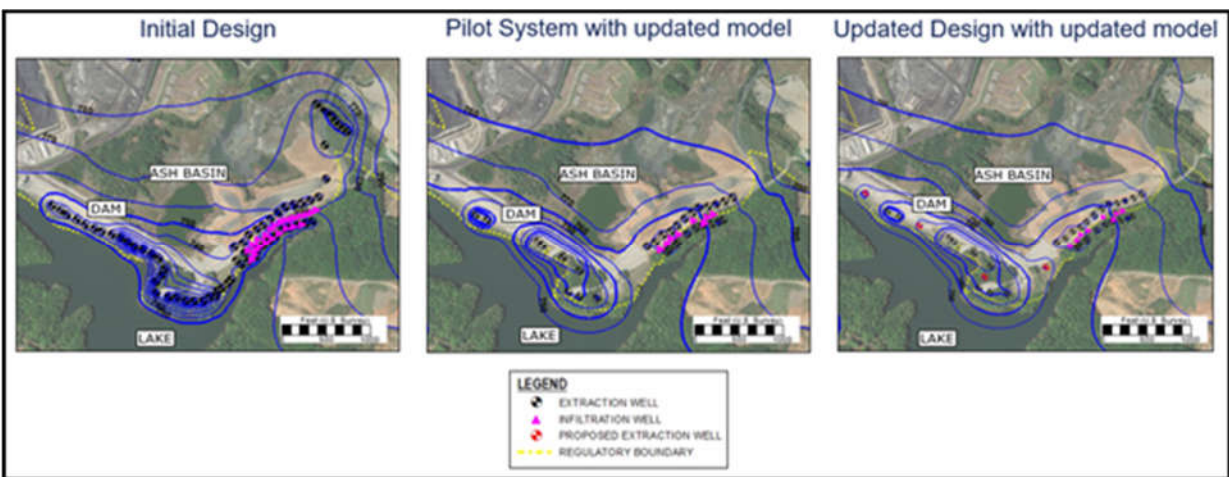 Initial Design
Pilot System with updated model
Updated Design with updated model
ASH BASIN
DAM
LAKE
ASH BASIN
DAM
LAKE
ASH BASIN
DAM
LAKE
LEGEND
EXTRACTION WELL
INFILTRATION WELL
PROPOSED EXTRACTION WELL
REGULATORY BOUNDARY